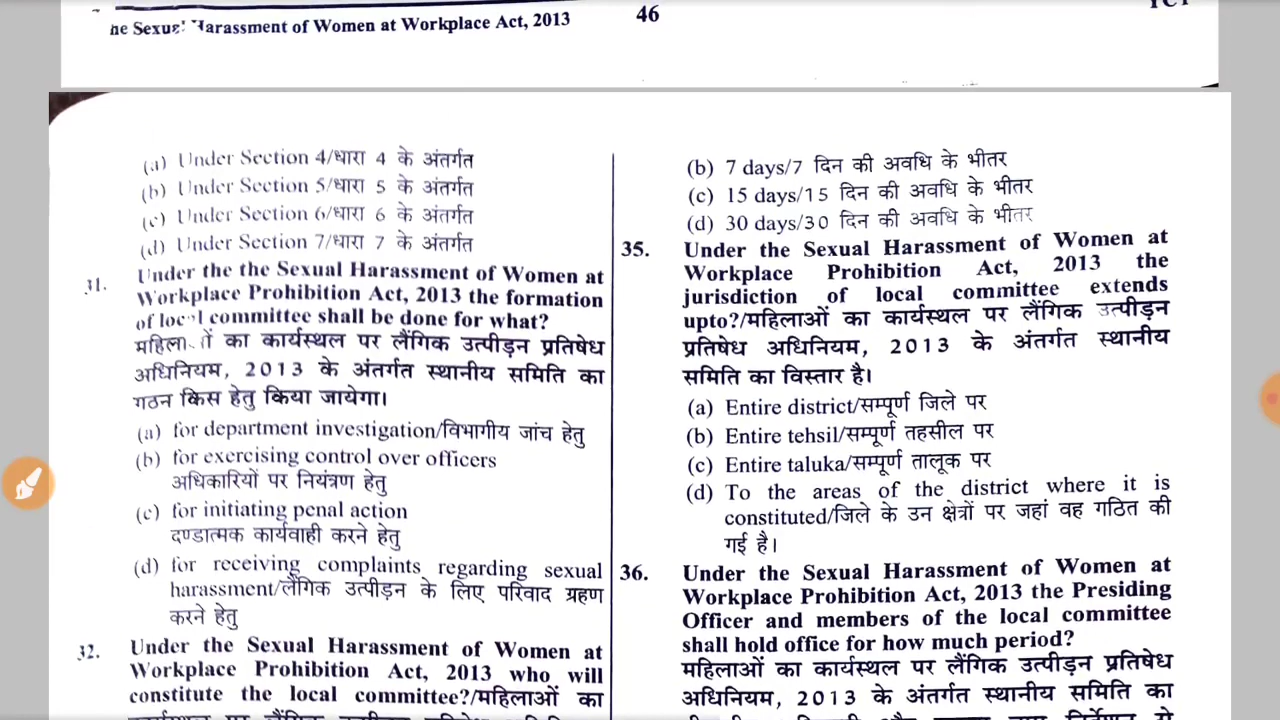 he Sexual Harassment of Women at Workplace Act, 2013
46
YCT
(a) Under Section 4/धारा 4 के अंतर्गत
(b) Under Section 5/धारा 5 के अंतर्गत
(c) Under Section 6/धारा 6 के अंतर्गत
(d) Under Section 7/धारा 7 के अंतर्गत
31. Under the the Sexual Harassment of Women at
Workplace Prohibition Act, 2013 the formation
of local committee shall be done for what?
महिलाओं का कार्यस्थल पर लैंगिक उत्पीड़न प्रतिषेध
अधिनियम, 2013 के अंतर्गत स्थानीय समिति का
गठन किस हेतु किया जायेगा।
(a) for department investigation/विभागीय जांच हेतु
(b) for exercising control over officers
अधिकारियों पर नियंत्रण हेतु
(c) for initiating penal action
दण्डात्मक कार्यवाही करने हेतु
(d) for receiving complaints regarding sexual
harassment/लैंगिक उत्पीड़न के लिए परिवाद ग्रहण
करने हेतु
32. Under the Sexual Harassment of Women at
Workplace Prohibition Act, 2013 who will
constitute the local committee?/महिलाओं का
(b) 7 days/7 दिन की अवधि के भीतर
(c) 15 days/15 दिन की अवधि के भीतर
(d) 30 days/30 दिन की अवधि के भीतर
35. Under the Sexual Harassment of Women at
Workplace Prohibition Act, 2013 the
jurisdiction of local committee extends
upto?/महिलाओं का कार्यस्थल पर लैंगिक उत्पीड़न
प्रतिषेध अधिनियम, 2013 के अंतर्गत स्थानीय
समिति का विस्तार है।
(a) Entire district/सम्पूर्ण जिले पर
(b) Entire tehsil/सम्पूर्ण तहसील पर
(c) Entire taluka/सम्पूर्ण तालूक पर
(d) To the areas of the district where it is
constituted/जिले के उन क्षेत्रों पर जहां वह गठित की
गई है।
36. Under the Sexual Harassment of Women at
Workplace Prohibition Act, 2013 the Presiding
Officer and members of the local committee
shall hold office for how much period?
महिलाओं का कार्यस्थल पर लैंगिक उत्पीड़न प्रतिषेध
अधिनियम, 2013 के अंतर्गत स्थानीय समिति का